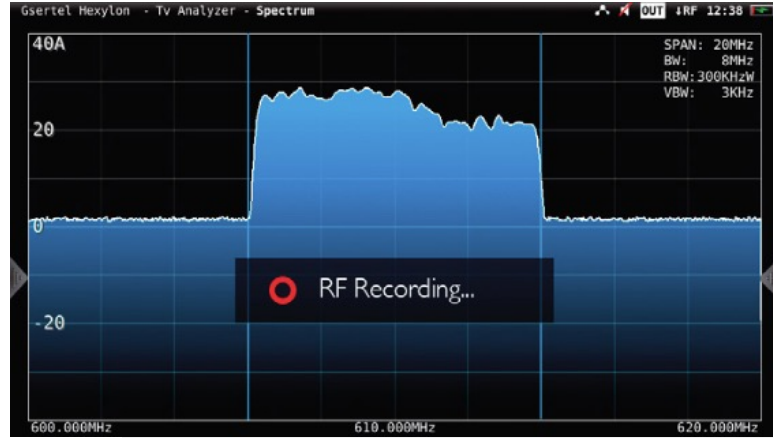 Gsertel Hexylon - Tv Analyzer - Spectrum OUT ↓RF 12:38
40A
SPAN: 20MHz
BW: 8MHz
RBW:300KHzW
VBW: 3KHz
20
0
RF Recording...
-20
600.000MHz 610.000MHz 620.000MHz